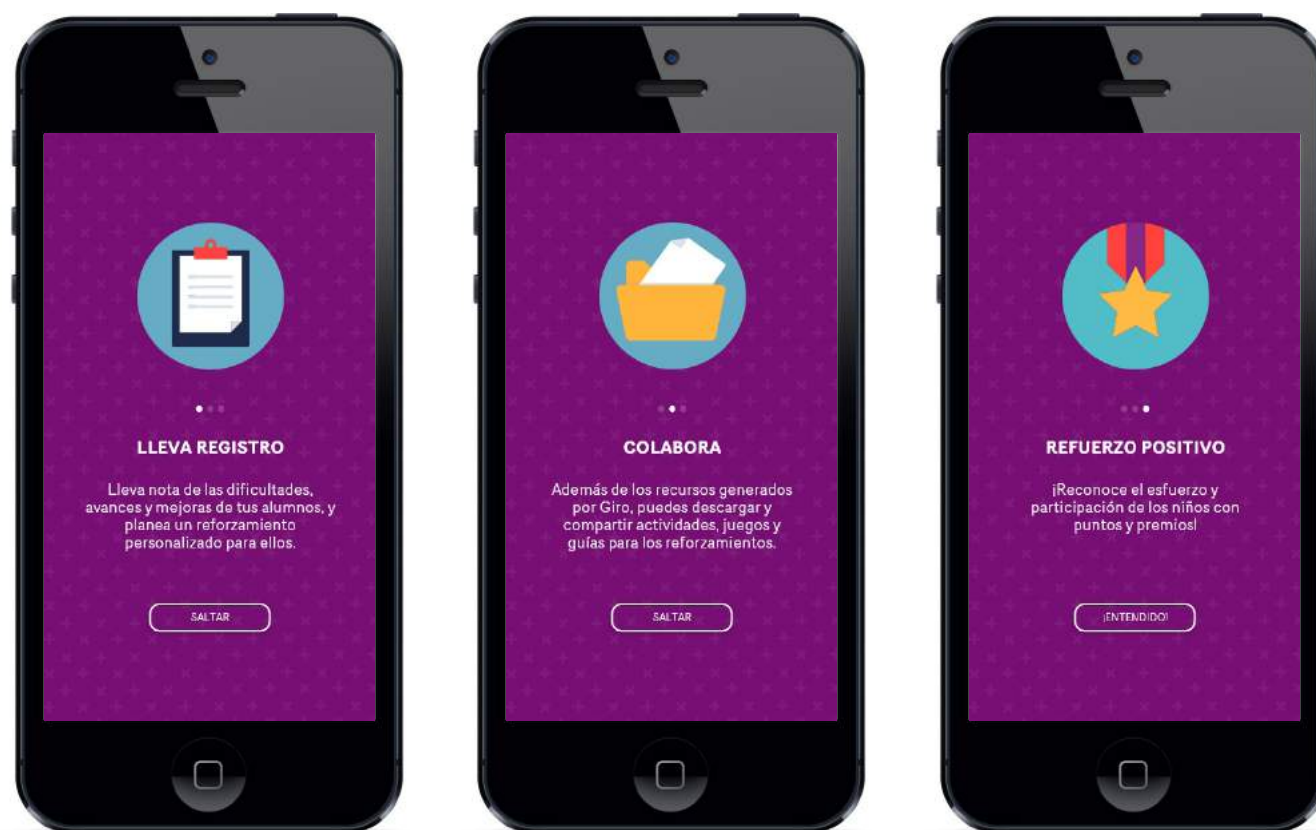 LLEVA REGISTRO
Lleva nota de las dificultades,
avances y mejoras de tus alumnos, y
planea un reforzamiento
personalizado para ellos.
SALTAR
COLABORA
Además de los recursos generados
por Giro, puedes descargar y
compartir actividades, juegos y
guías para los reforzamientos.
SALTAR
REFUERZO POSITIVO
¡Reconoce el esfuerzo y
participación de los niños con
puntos y premios!
¡ENTENDIDO!